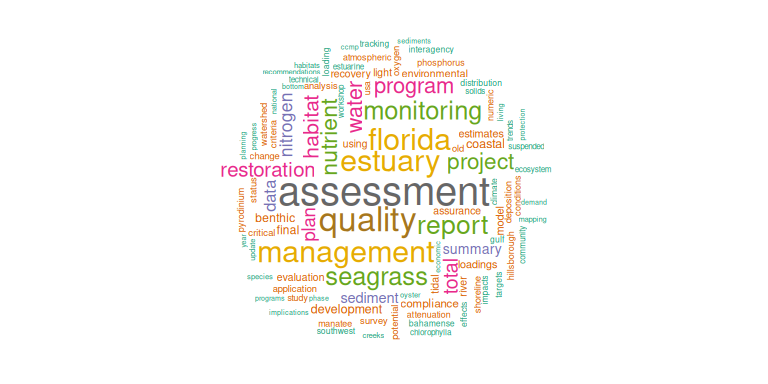 sediments
ccmp tracking
interagency
loading
atmospheric
oxygen
phosphorus
habitats
estuarine
recommendations
recovery
light
environmental
technical
bottom
analysis
usa
program
distribution
solids
national
workshop
water
monitoring
numeric
living
nitrogen
habitat
nutrient
florida
estimates
trends
protection
watershed
criteria
using
old
coastal
suspended
planning
progress
change
estuary
project
ecosystem
restoration
status
data
assessment
climate
conditions
demand
pyrodinium
benthic
plan
quality
report
assurance
model
deposition
mapping
critical
final
year
update
management
economic
summary
gulf
hillsborough
community
species
evaluation
seagrass
total
loadings
tidal
river
shoreline
impacts
targets
application
programs
study
phase
sediment
oyster
compliance
implications
development
potential
attenuation
effects
manatee
survey
bahamense
southwest
creeks
chlorophylla